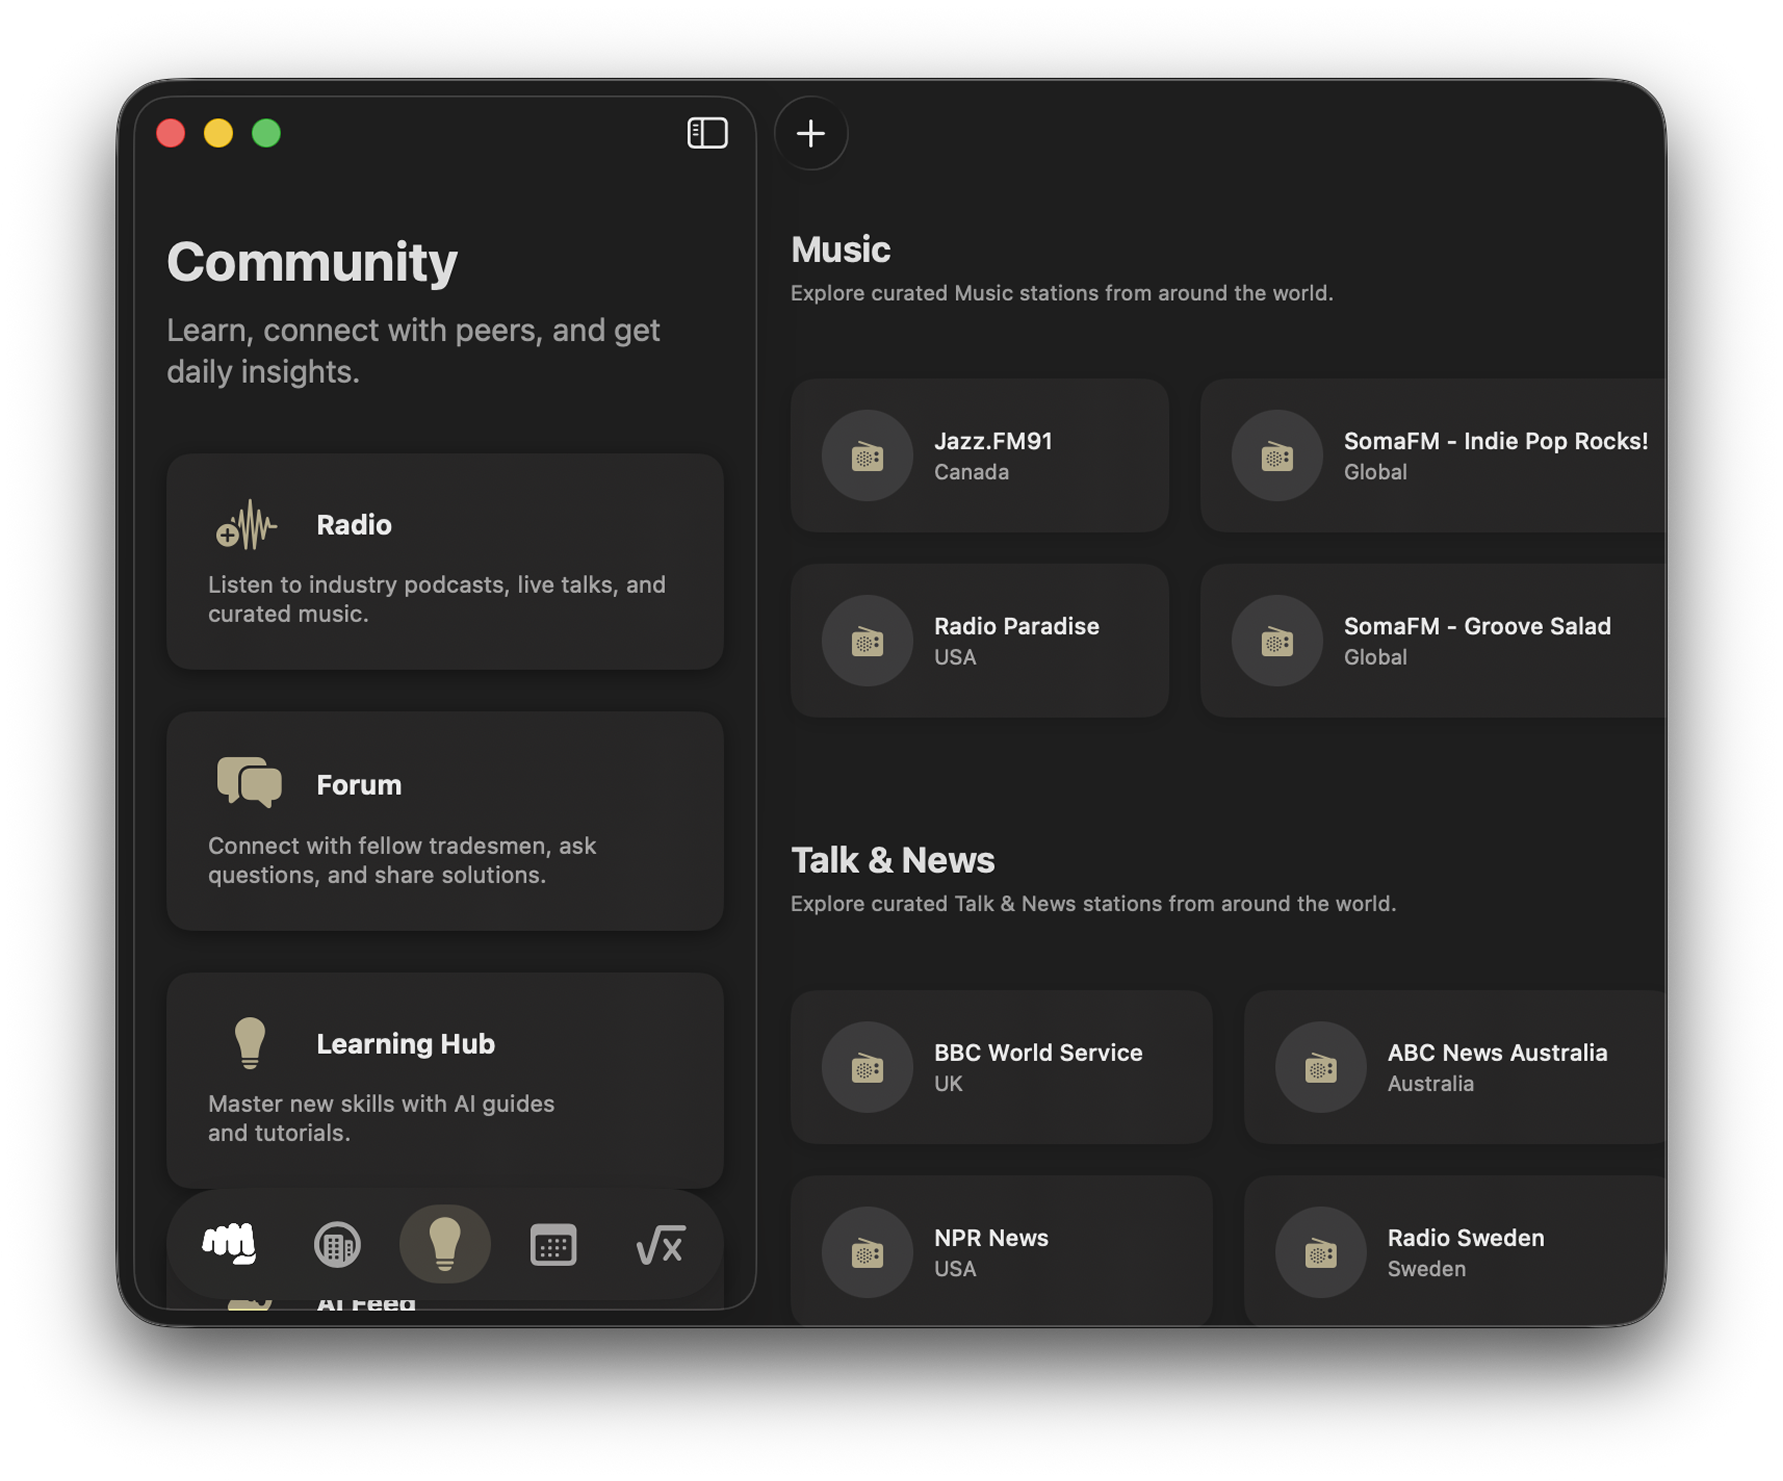 Community
Learn, connect with peers, and get
daily insights.
Radio
Listen to industry podcasts, live talks, and
curated music.
Forum
Connect with fellow tradesmen, ask
questions, and share solutions.
Learning Hub
Master new skills with AI guides
and tutorials.
AI Feed
Music
Explore curated Music stations from around the world.
Jazz.FM91
Canada
SomaFM - Indie Pop Rocks!
Global
Radio Paradise
USA
SomaFM - Groove Salad
Global
Talk & News
Explore curated Talk & News stations from around the world.
BBC World Service
UK
ABC News Australia
Australia
NPR News
USA
Radio Sweden
Sweden